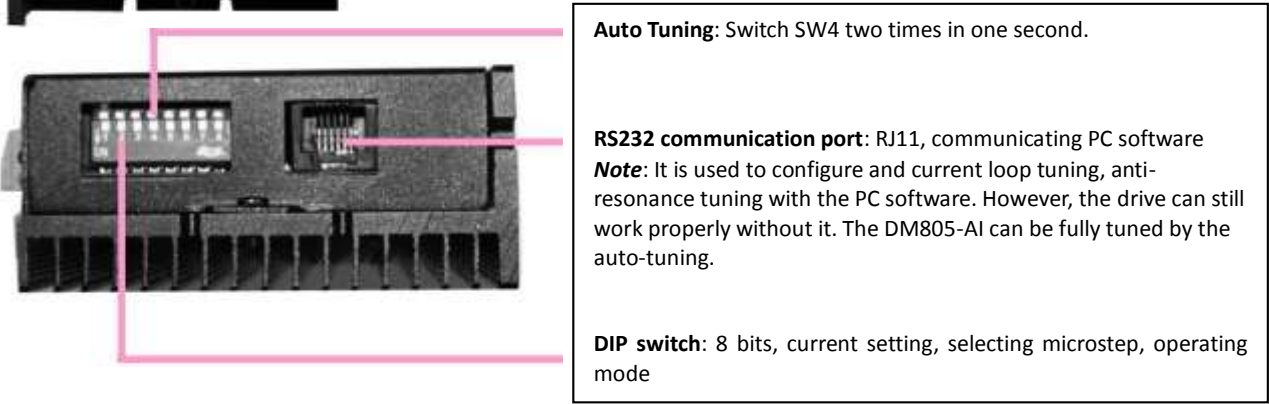 Auto Tuning: Switch SW4 two times in one second.
RS232 communication port: RJ11, communicating PC software
Note: It is used to configure and current loop tuning, anti-
resonance tuning with the PC software. However, the drive can still
work properly without it. The DM805-AI can be fully tuned by the
auto-tuning.
DIP switch: 8 bits, current setting, selecting microstep, operating
mode